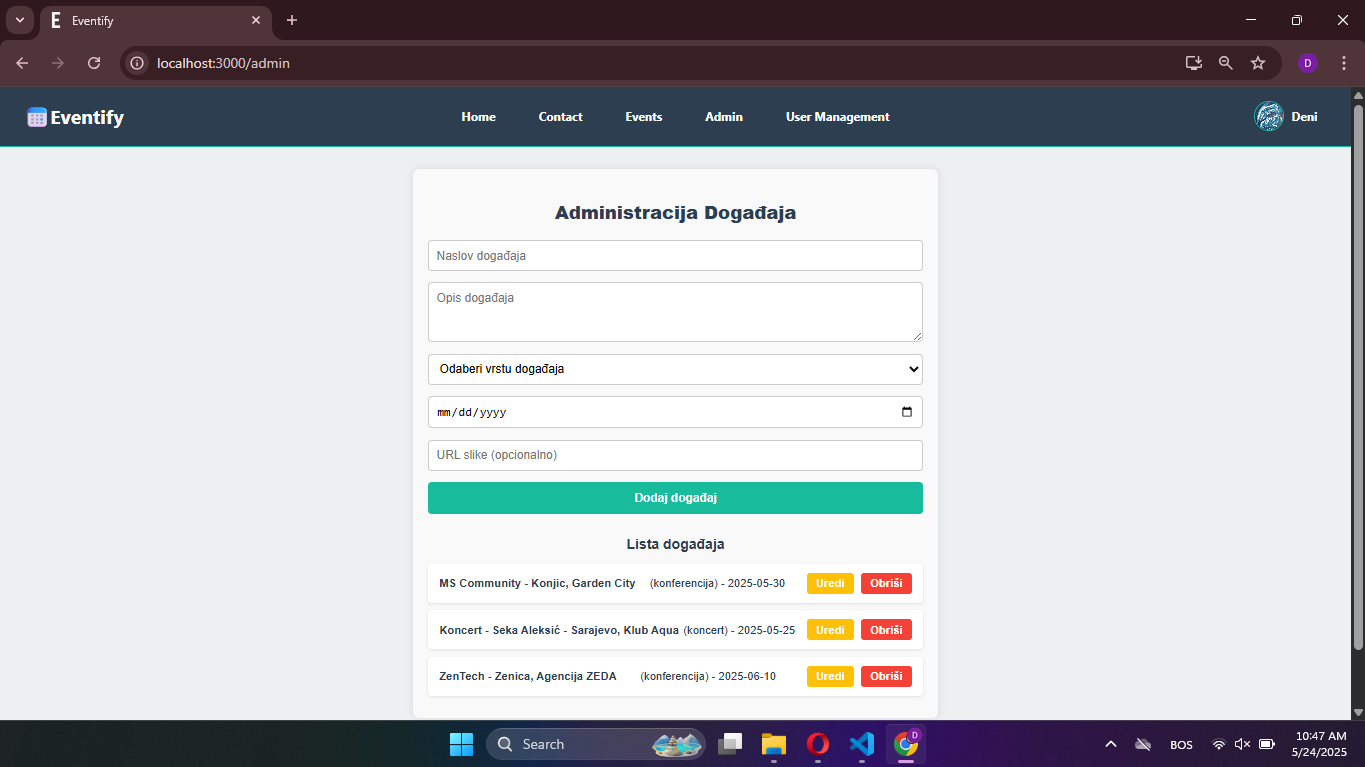 E Eventify
localhost:3000/admin
D
Eventify
Home Contact Events Admin User Management
Deni
Administracija Događaja
Naslov događaja
Opis događaja
Odaberi vrstu događaja
mm/dd/yyyy
URL slike (opcionalno)
Dodaj događaj
Lista događaja
MS Community - Konjic, Garden City (konferencija) - 2025-05-30 Uredi Obriši
Koncert - Seka Aleksić - Sarajevo, Klub Aqua (koncert) - 2025-05-25 Uredi Obriši
ZenTech - Zenica, Agencija ZEDA (konferencija) - 2025-06-10 Uredi Obriši
Search
D
BOS
10:47 AM
5/24/2025